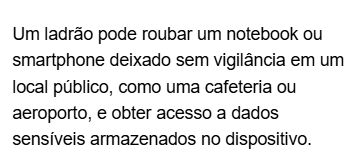 Um ladrão pode roubar um notebook ou
smartphone deixado sem vigilância em um
local público, como uma cafeteria ou
aeroporto, e obter acesso a dados
sensíveis armazenados no dispositivo.